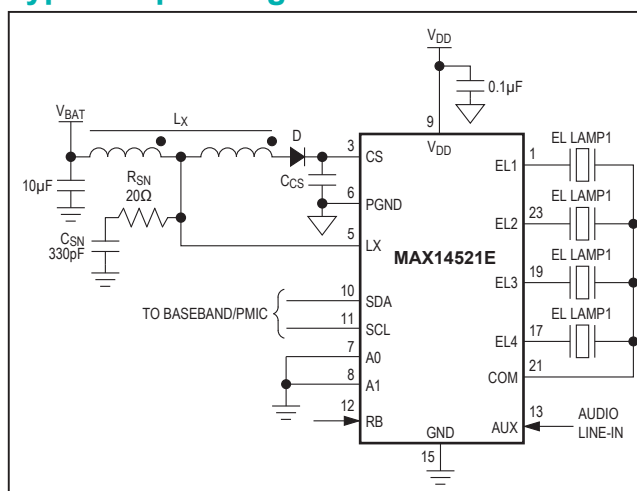 VDD
0.1µF
9
VDD
VBAT
LX
D
3
CS
CCS
10µF
RSN
20Ω
6
PGND
5
LX
CSN
330pF
MAX14521E
EL LAMP1
EL1
1
EL LAMP1
EL2
23
EL LAMP1
EL3
19
EL LAMP1
EL4
17
COM
21
TO BASEBAND/PMIC
10
SDA
11
SCL
7
A0
8
A1
12
RB
13
AUX
AUDIO
LINE-IN
GND
15